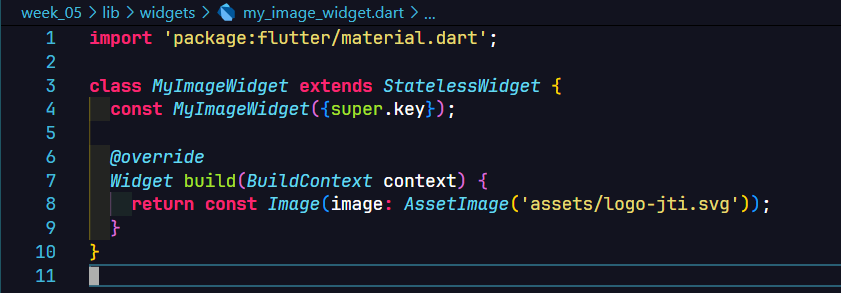 week_05 > lib > widgets > my_image_widget.dart > ...
1 import 'package:flutter/material.dart';
2
3 class MyImageWidget extends StatelessWidget {
4   const MyImageWidget({super.key});
5
6   @override
7   Widget build(BuildContext context) {
8     return const Image(image: AssetImage('assets/logo-jti.svg'));
9   }
10 }
11